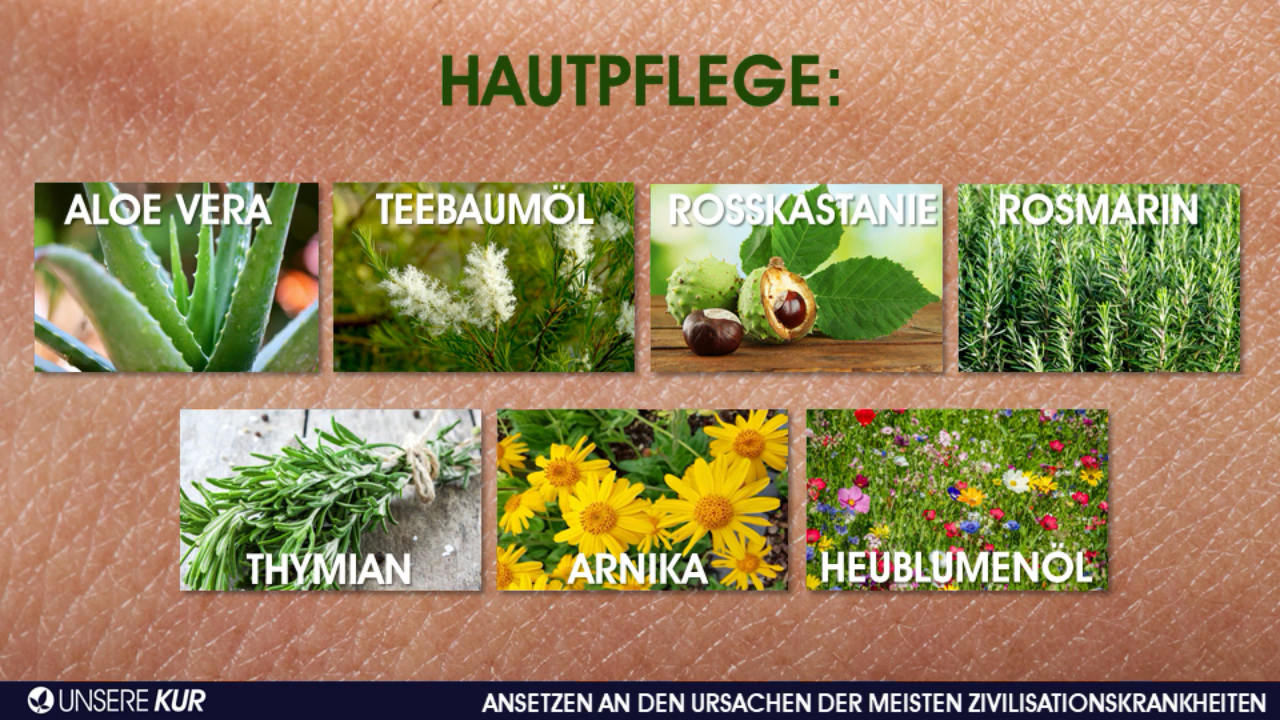 HAUTPFLEGE:
ALOE VERA
TEEBAUMÖL
ROSSKASTANIE
ROSMARIN
THYMIAN
ARNIKA
HEUBLUMENÖL
UNSERE KUR
ANSETZEN AN DEN URSACHEN DER MEISTEN ZIVILISATIONSKRANKHEITEN